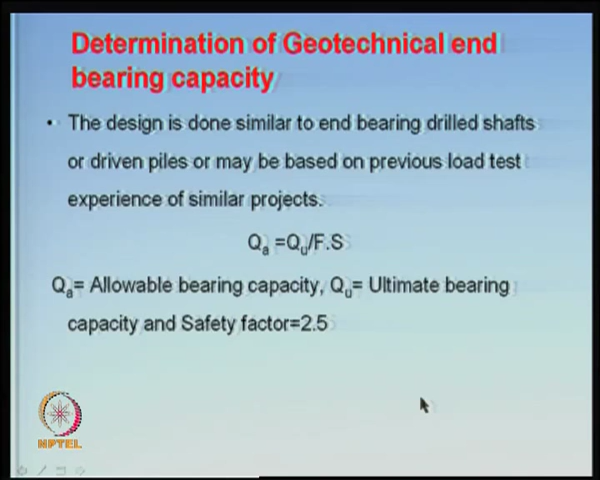 Determination of Geotechnical end
bearing capacity
• The design is done similar to end bearing drilled shafts
or driven piles or may be based on previous load test
experience of similar projects.
Qa =Qu/F.S
Qa= Allowable bearing capacity, Qu= Ultimate bearing
capacity and Safety factor=2.5
NPTEL